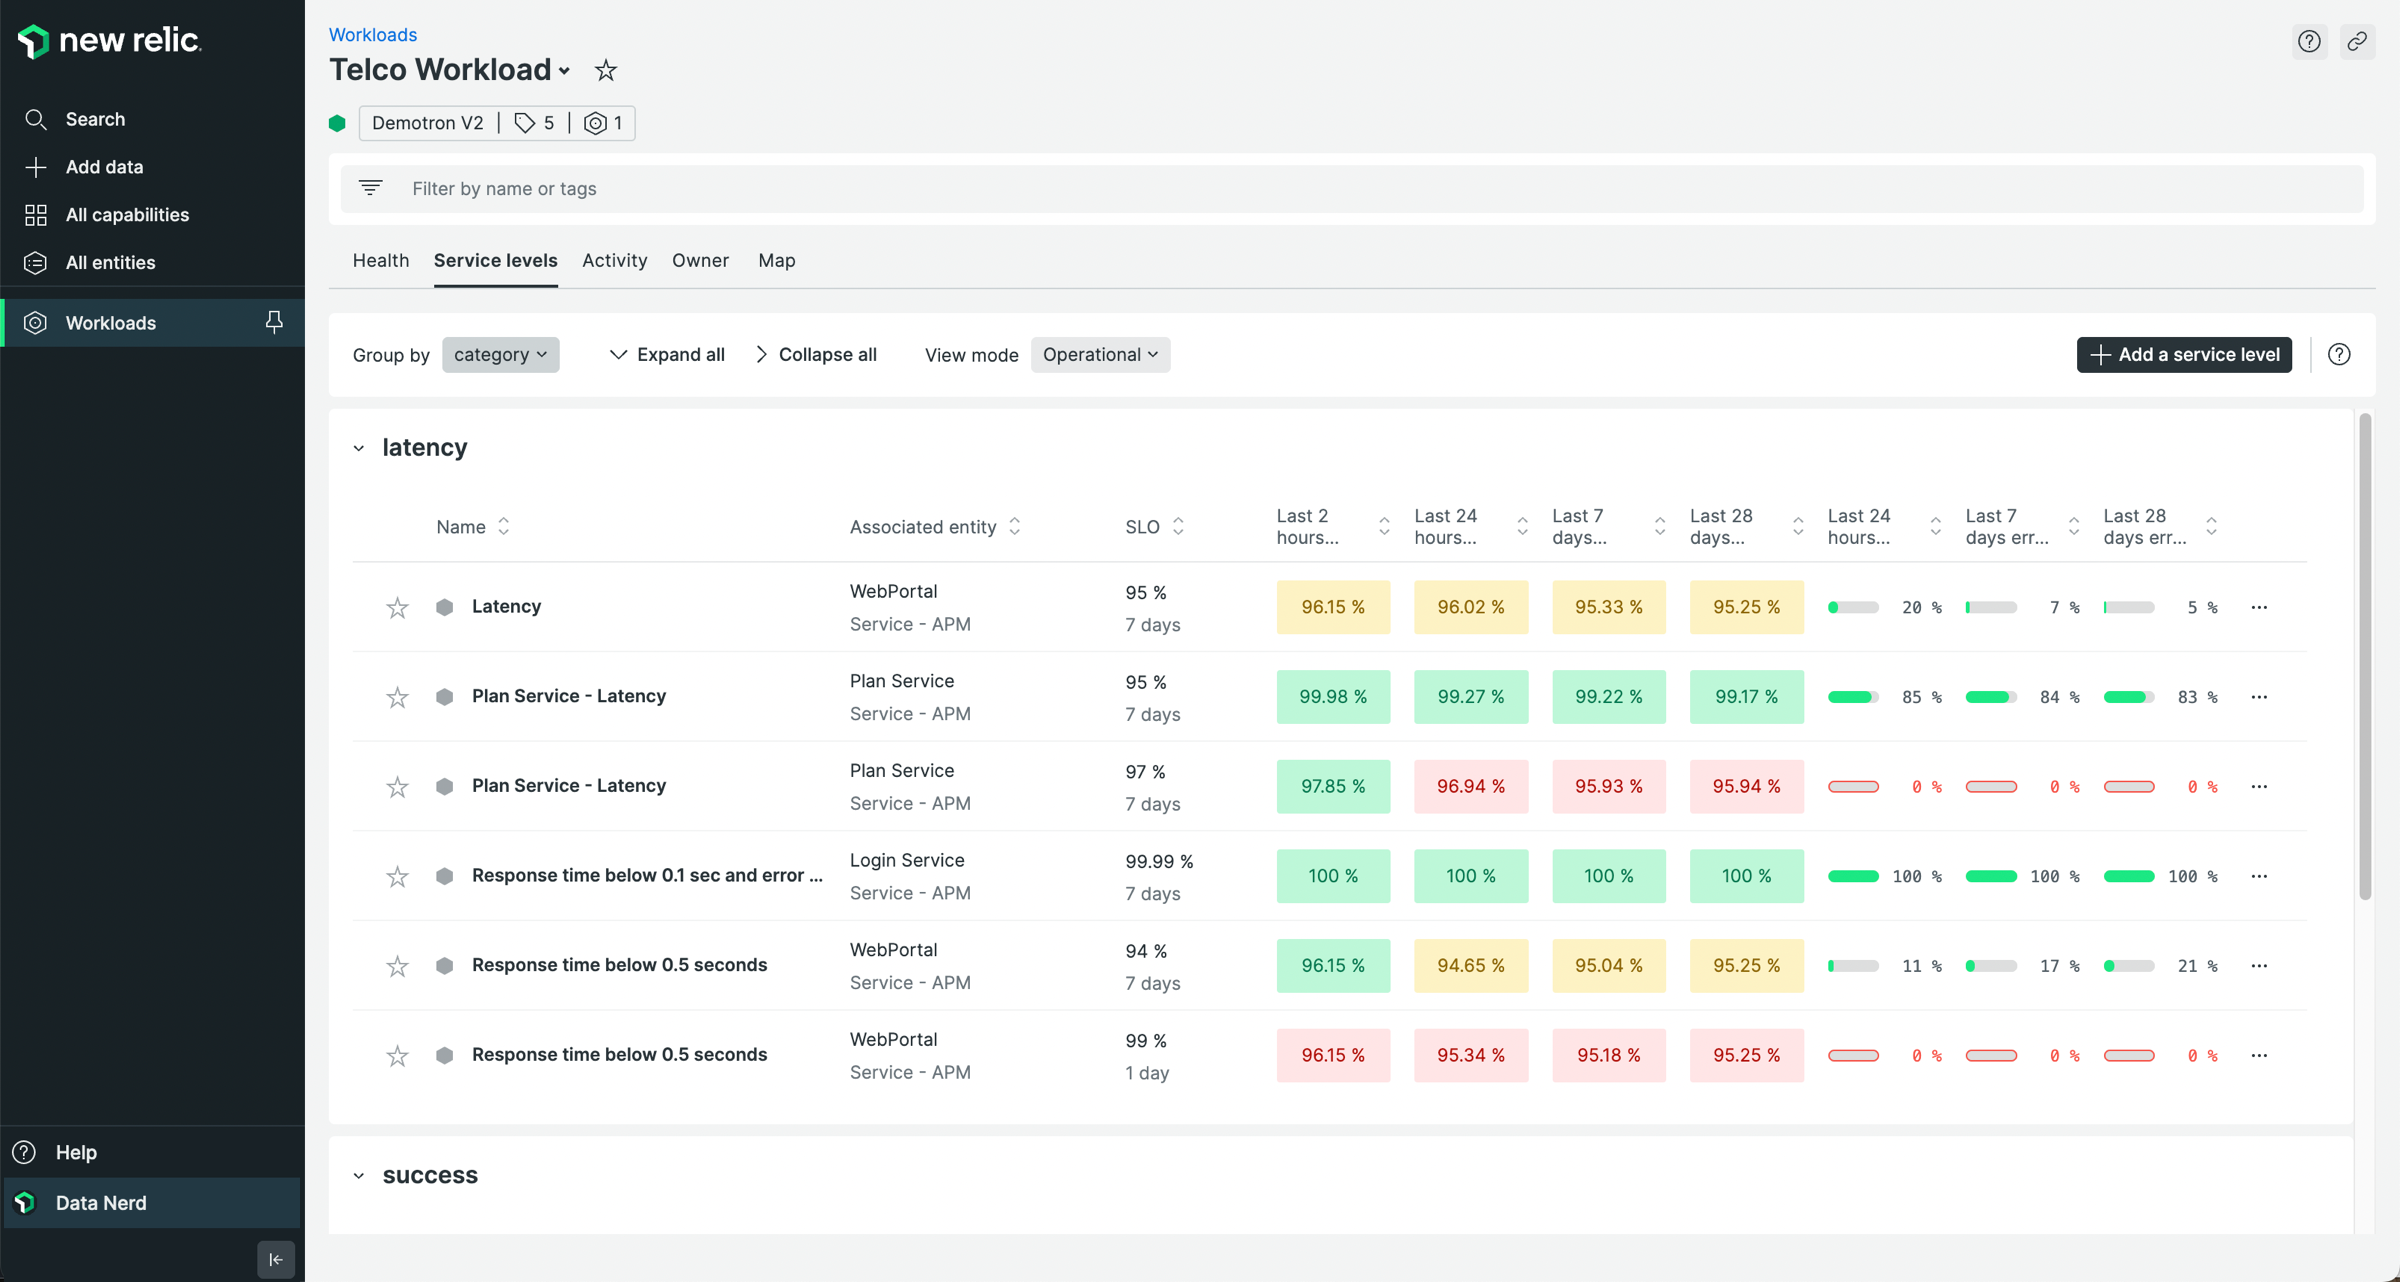 new relic.
Search
Add data
All capabilities
All entities
Workloads
Help
Data Nerd
Workloads
Telco Workload
Demotron V2 | 5 | 1
Filter by name or tags
Health Service levels Activity Owner Map
Group by category Expand all Collapse all View mode Operational + Add a service level
latency
Name Associated entity SLO Last 2 hours... Last 24 hours... Last 7 days... Last 28 days... Last 24 hours... Last 7 days err... Last 28 days err...
Latency WebPortal 95 % 96.15 % 96.02 % 95.33 % 95.25 % 20 % 7 % 5 % ...
Service - APM 7 days
Plan Service - Latency Plan Service 95 % 99.98 % 99.27 % 99.22 % 99.17 % 85 % 84 % 83 % ...
Service - APM 7 days
Plan Service - Latency Plan Service 97 % 97.85 % 96.94 % 95.93 % 95.94 % 0 % 0 % 0 % ...
Service - APM 7 days
Response time below 0.1 sec and error ... Login Service 99.99 % 100 % 100 % 100 % 100 % 100 % 100 % 100 % ...
Service - APM 7 days
Response time below 0.5 seconds WebPortal 94 % 96.15 % 94.65 % 95.04 % 95.25 % 11 % 17 % 21 % ...
Service - APM 7 days
Response time below 0.5 seconds WebPortal 99 % 96.15 % 95.34 % 95.18 % 95.25 % 0 % 0 % 0 % ...
Service - APM 1 day
success